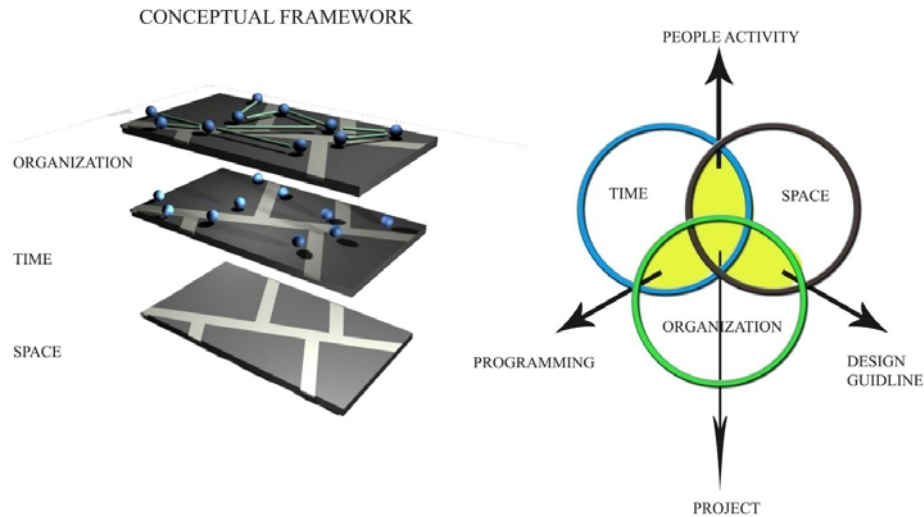 CONCEPTUAL FRAMEWORK
ORGANIZATION
TIME
SPACE
PEOPLE ACTIVITY
TIME
SPACE
ORGANIZATION
PROGRAMMING
DESIGN
GUIDLINE
PROJECT